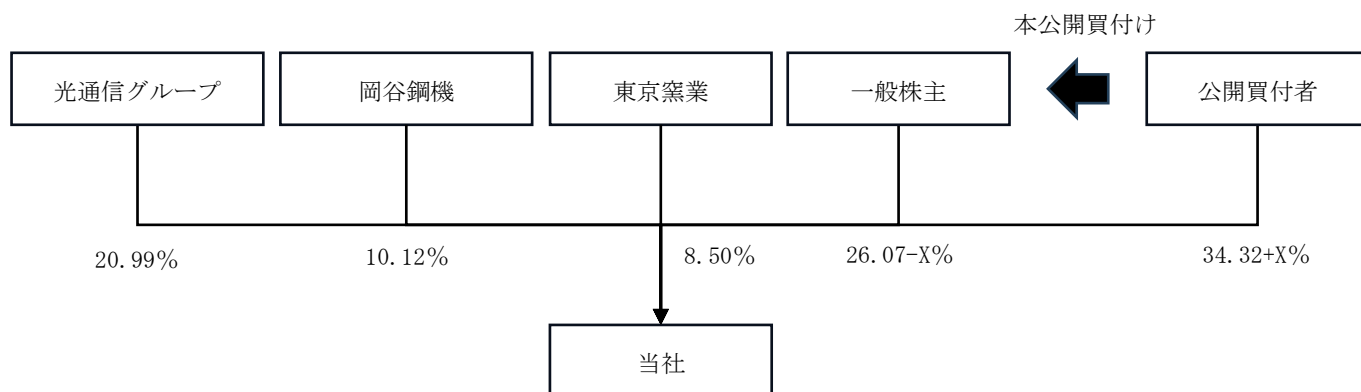 本公開買付け
光通信グループ
岡谷鋼機
東京窯業
一般株主
公開買付者
20.99%
10.12%
8.50%
26.07-X%
34.32+X%
当社